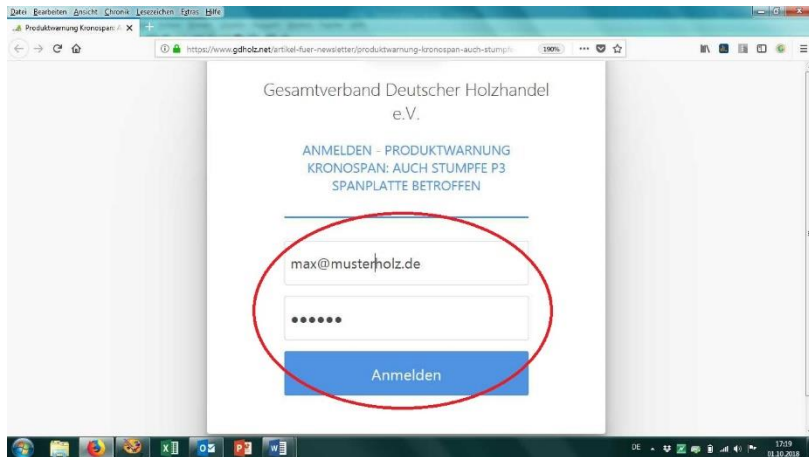 Datei Bearbeiten Ansicht Chronik Lesezeichen Extras Hilfe
Produktwarnung Kronospan: A
https://www.gdholz.net/artikel-fuer-newsletter/produktwarnung-kronospan-auch-stumpf
190%
Gesamtverband Deutscher Holzhandel
e.V.
ANMELDEN - PRODUKTWARNUNG
KRONOSPAN: AUCH STUMPFE P3
SPANPLATTE BETROFFEN
max@musterholz.de
••••••
Anmelden
DE
17:19
01.10.2018